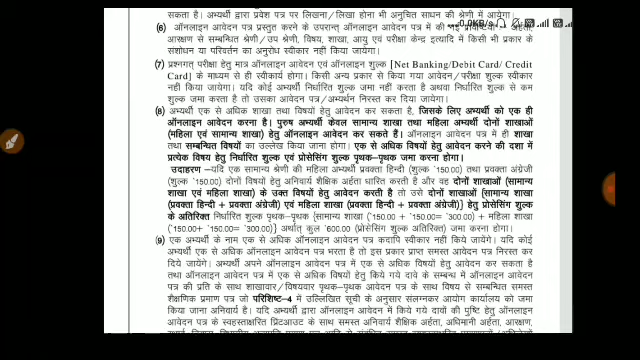 सकता है। अभ्यर्थी द्वारा प्रवेश पत्र पर लिखना/लिखा होना भी अनुचित साधन की श्रेणी में आयेगा।
0.0KB/s
(6) ऑनलाइन आवेदन पत्र प्रस्तुत करने के उपरान्त ऑनलाइन आवेदन पत्र में की गई प्रविष्टियों अर्हता,
आरक्षण से सम्बन्धित श्रेणी/उप श्रेणी, विषय, शाखा, आयु एवं परीक्षा केन्द्र इत्यादि में किसी भी प्रकार के
संशोधन या परिवर्तन का अनुरोध स्वीकार नही किया जायेगा।
(7) प्रश्नगत् परीक्षा हेतु मात्र ऑनलाइन आवेदन एवं ऑनलाइन शुल्क [Net Banking/Debit Card/ Credit
Card] के माध्यम से ही स्वीकार्य होगा। किसी अन्य प्रकार से किया गया आवेदन/परीक्षा शुल्क स्वीकार
नही किया जायेगा। यदि कोई अभ्यर्थी निर्धारित शुल्क जमा नहीं करता है अथवा निर्धारित शुल्क से कम
शुल्क जमा करता है तो उसका आवेदन पत्र/अभ्यर्थन निरस्त कर दिया जायेगा।
(8) अभ्यर्थी एक से अधिक शाखा तथा विषयों हेतु आवेदन कर सकता है, जिसके लिए अभ्यर्थी को एक ही
ऑनलाइन आवेदन करना है। पुरुष अभ्यर्थी केवल सामान्य शाखा तथा महिला अभ्यर्थी दोनों शाखाओं
(महिला एवं सामान्य शाखा) हेतु ऑनलाइन आवेदन कर सकते हैं। ऑनलाइन आवेदन पत्र में ही शाखा
तथा सम्बन्धित विषयों का उल्लेख किया जाना होगा। एक से अधिक विषयों हेतु आवेदन करने की दशा में
प्रत्येक विषय हेतु निर्धारित शुल्क एवं प्रोसेसिंग शुल्क पृथक–पृथक जमा करना होगा।
उदाहरण –यदि एक सामान्य श्रेणी की महिला अभ्यर्थी प्रवक्ता हिन्दी (शुल्क `150.00) तथा प्रवक्ता अंग्रेजी
(शुल्क `150.00) दोनों विषयों हेतु अनिवार्य शैक्षिक अर्हता धारित करती है और वह दोनों शाखाओं (सामान्य
शाखा एवं महिला शाखा) के उक्त विषयों हेतु आवेदन करती है तो उसे दोनों शाखाओं {सामान्य शाखा
(प्रवक्ता हिन्दी + प्रवक्ता अंग्रेजी) एवं महिला शाखा (प्रवक्ता हिन्दी + प्रवक्ता अंग्रेजी)} हेतु प्रोसेसिंग शुल्क
के अतिरिक्त निर्धारित शुल्क पृथक–पृथक {सामान्य शाखा (`150.00 + `150.00= `300.00) + महिला शाखा
(`150.00+ `150.00= `300.00)} अर्थात् कुल `600.00 (प्रोसेसिंग शुल्क अतिरिक्त) जमा करना होगा।
(9) एक अभ्यर्थी के नाम एक से अधिक ऑनलाइन आवेदन पत्र कदापि स्वीकार नहीं किये जायेंगे। यदि कोई
अभ्यर्थी एक से अधिक ऑनलाइन आवेदन पत्र भरता है तो इस प्रकार प्राप्त समस्त आवेदन पत्र निरस्त कर
दिये जायेंगे। अभ्यर्थी अपने ऑनलाइन आवेदन पत्र में एक से अधिक विषयों हेतु आवेदन कर सकता है
तथा ऑनलाइन आवेदन पत्र में एक से अधिक विषयों हेतु किये गये दावे के सम्बन्ध में ऑनलाइन आवेदन
पत्र की प्रति के साथ शाखावार/विषयवार पृथक–पृथक आवेदन पत्र के साथ विषय से सम्बन्धित समस्त
शैक्षणिक प्रमाण पत्र जो परिशिष्ट–4 में उल्लिखित सूची के अनुसार संलग्नकर आयोग कार्यालय को जमा
किया जाना अनिवार्य है। यदि अभ्यर्थी द्वारा ऑनलाइन आवेदन में किये गये दावों की पुष्टि हेतु ऑनलाइन
आवेदन पत्र के स्वहस्ताक्षरित प्रिंटआउट के साथ समस्त अनिवार्य शैक्षिक अर्हता, अधिमानी अर्हता, आरक्षण,